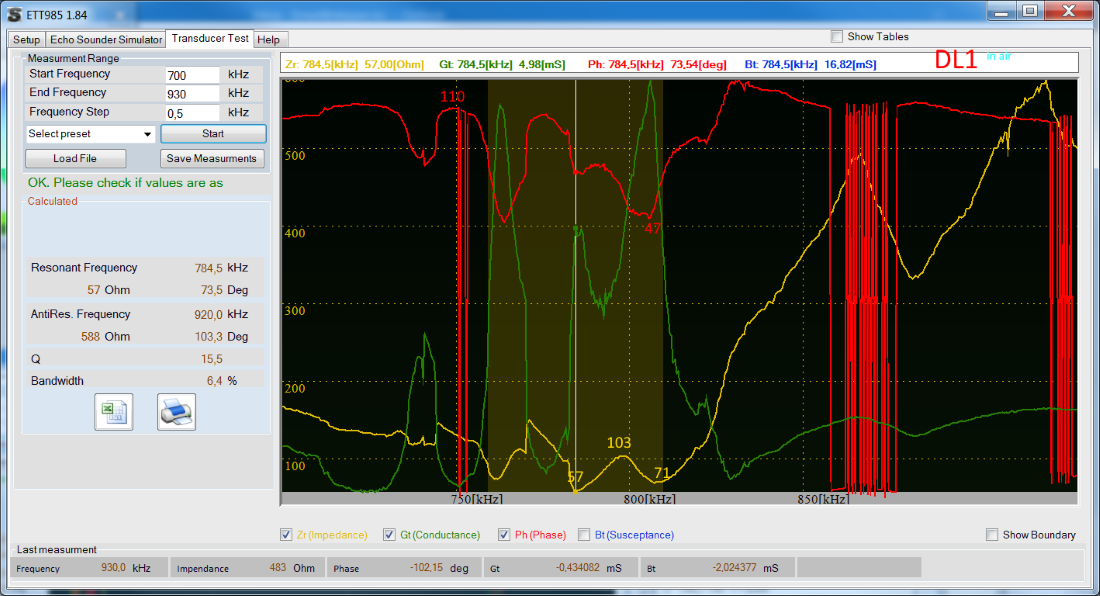 ETT985 1.84
Setup Echo Sounder Simulator Transducer Test Help
Show Tables
Measurment Range
Start Frequency 700 kHz
End Frequency 930 kHz
Frequency Step 0,5 kHz
Select preset Start
Load File Save Measurments
OK. Please check if values are as
Calculated
Resonant Frequency 784,5 kHz
57 Ohm 73,5 Deg
AntiRes. Frequency 920,0 kHz
588 Ohm 103,3 Deg
Q 15,5
Bandwidth 6,4 %
Zr: 784,5[kHz] 57,00[Ohm] Gt: 784,5[kHz] 4,98[mS] Ph: 784,5[kHz] 73,54[deg] Bt: 784,5[kHz] 16,82[mS] DL1 in air
110
500
400
47
300
200
103
100
57
71
750[kHz] 800[kHz] 850[kHz]
Zr (Impedance) Gt (Conductance) Ph (Phase) Bt (Susceptance) Show Boundary
Last measurment
Frequency 930,0 kHz Impedance 483 Ohm Phase -102,15 deg Gt -0,434082 mS Bt -2,024377 mS